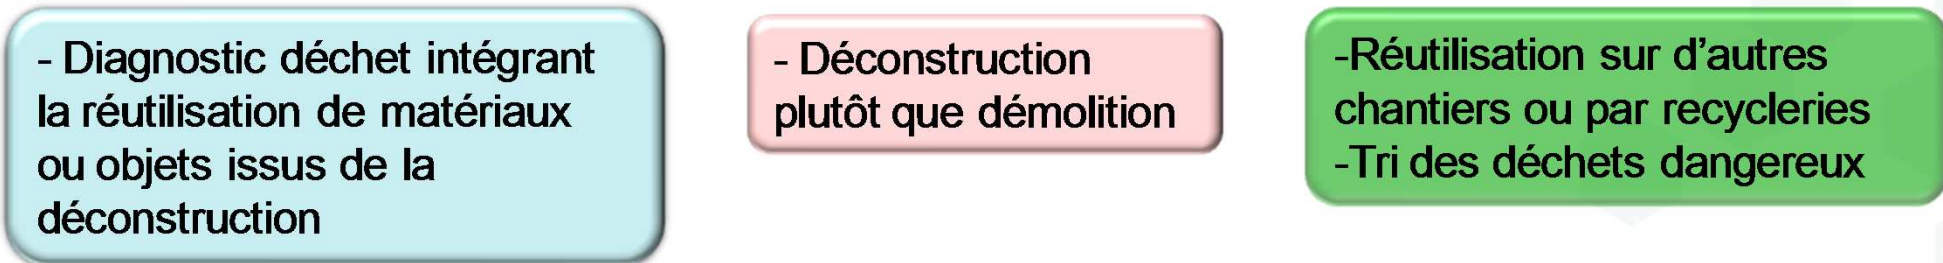 - Diagnostic déchet intégrant
la réutilisation de matériaux
ou objets issus de la
déconstruction
- Déconstruction
plutôt que démolition
-Réutilisation sur d’autres
chantiers ou par recycleries
-Tri des déchets dangereux